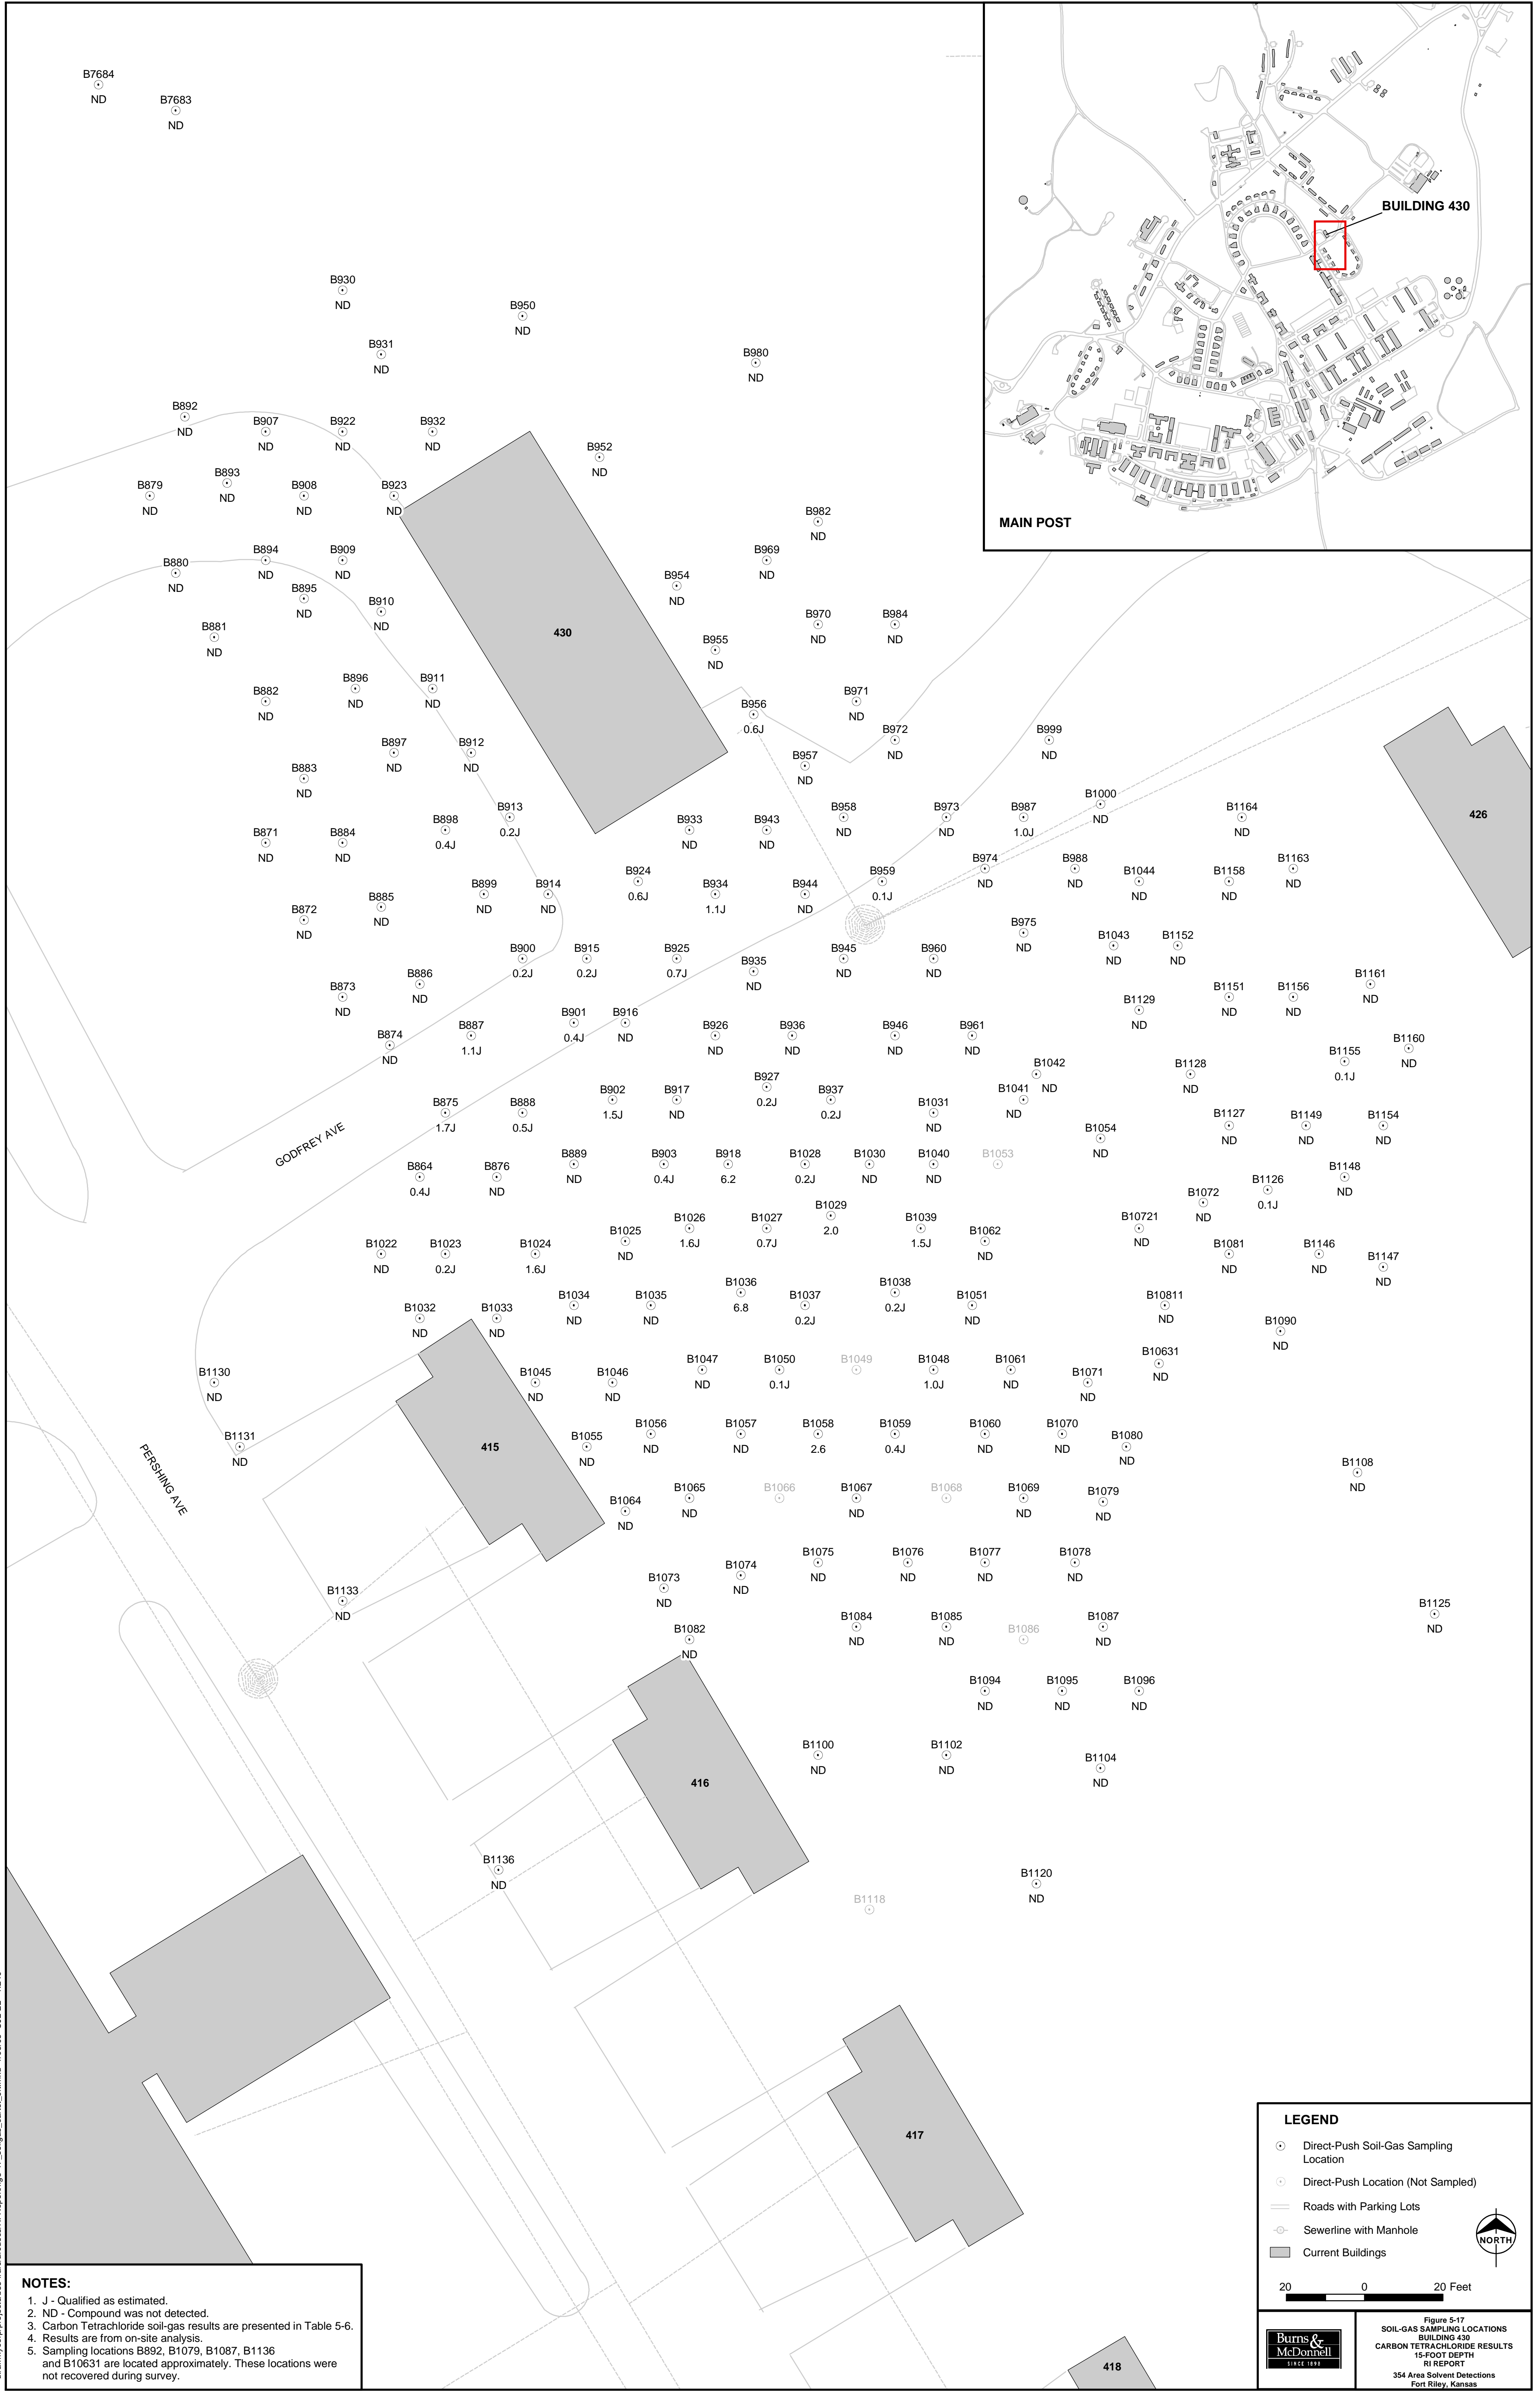 B7684
ND
B7683
ND
BUILDING 430
MAIN POST
B930
ND
B950
ND
B931
ND
B980
ND
B892
ND
B907
ND
B922
ND
B932
ND
B952
ND
B893
ND
B879
ND
B908
ND
B923
ND
B982
ND
B894
ND
B909
ND
B969
ND
B880
ND
B954
ND
B895
ND
B910
ND
B970
ND
B984
ND
B881
ND
430
B955
ND
B896
ND
B911
ND
B882
ND
B971
ND
B956
0.6J
B972
ND
B999
ND
B897
ND
B912
ND
B957
ND
B883
ND
B1000
ND
B913
0.2J
B958
ND
B973
ND
B987
1.0J
B1164
ND
426
B898
0.4J
B933
ND
B943
ND
B871
ND
B884
ND
B974
ND
B988
ND
B1163
ND
B924
0.6J
B959
0.1J
B1044
ND
B1158
ND
B899
ND
B914
ND
B934
1.1J
B944
ND
B885
ND
B872
ND
B975
ND
B1043
ND
B1152
ND
B900
0.2J
B915
0.2J
B925
0.7J
B945
ND
B960
ND
B935
ND
B886
ND
B1161
ND
B873
ND
B1151
ND
B1156
ND
B1129
ND
B901
0.4J
B916
ND
B887
1.1J
B926
ND
B936
ND
B946
ND
B961
ND
B874
ND
B1160
ND
B1155
0.1J
B1042
ND
B1128
ND
B927
0.2J
B1041
ND
B902
1.5J
B917
ND
B937
0.2J
B875
1.7J
B888
0.5J
B1031
ND
B1127
ND
B1149
ND
B1154
ND
B1054
ND
GODFREY AVE
B889
ND
B903
0.4J
B918
6.2
B1028
0.2J
B1030
ND
B1040
ND
B1053
B864
0.4J
B876
ND
B1148
ND
B1126
0.1J
B1072
ND
B1029
2.0
B1026
1.6J
B1027
0.7J
B1039
1.5J
B10721
ND
B1025
ND
B1062
ND
B1022
ND
B1023
0.2J
B1024
1.6J
B1081
ND
B1146
ND
B1147
ND
B1036
6.8
B1038
0.2J
B1034
ND
B1035
ND
B1037
0.2J
B1051
ND
B10811
ND
B1032
ND
B1033
ND
B1090
ND
B10631
ND
B1047
ND
B1050
0.1J
B1049
B1048
1.0J
B1061
ND
B1130
ND
B1045
ND
B1046
ND
B1071
ND
B1056
ND
B1057
ND
B1058
2.6
B1059
0.4J
B1060
ND
B1070
ND
B1131
ND
415
B1055
ND
B1080
ND
PERSHING AVE
B1108
ND
B1065
ND
B1066
B1067
ND
B1068
B1069
ND
B1079
ND
B1064
ND
B1075
ND
B1076
ND
B1077
ND
B1078
ND
B1074
ND
B1073
ND
B1133
ND
B1125
ND
B1084
ND
B1085
ND
B1086
B1087
ND
B1082
ND
B1094
ND
B1095
ND
B1096
ND
B1100
ND
B1102
ND
B1104
ND
416
B1136
ND
B1120
ND
B1118
417
418
LEGEND
Direct-Push Soil-Gas Sampling
Location
Direct-Push Location (Not Sampled)
Roads with Parking Lots
Sewerline with Manhole
Current Buildings
NORTH
20 0 20 Feet
NOTES:
1. J - Qualified as estimated.
2. ND - Compound was not detected.
3. Carbon Tetrachloride soil-gas results are presented in Table 5-6.
4. Results are from on-site analysis.
5. Sampling locations B892, B1079, B1087, B1136
and B10631 are located approximately. These locations were
not recovered during survey.
Burns &
McDonnell
SINCE 1898
Figure 5-17
SOIL-GAS SAMPLING LOCATIONS
BUILDING 430
CARBON TETRACHLORIDE RESULTS
15-FOOT DEPTH
RI REPORT
354 Area Solvent Detections
Fort Riley, Kansas